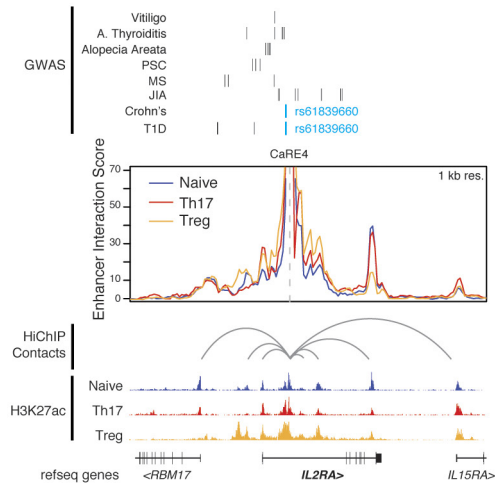 GWAS
Vitiligo
A. Thyroiditis
Alopecia Areata
PSC
MS
JIA
Crohn's rs61839660
T1D rs61839660
CaRE4
Enhancer Interaction Score
70
50
30
10
0
1 kb res.
Naive
Th17
Treg
HiChIP
Contacts
H3K27ac
Naive
Th17
Treg
refseq genes <RBM17 IL2RA> IL15RA>